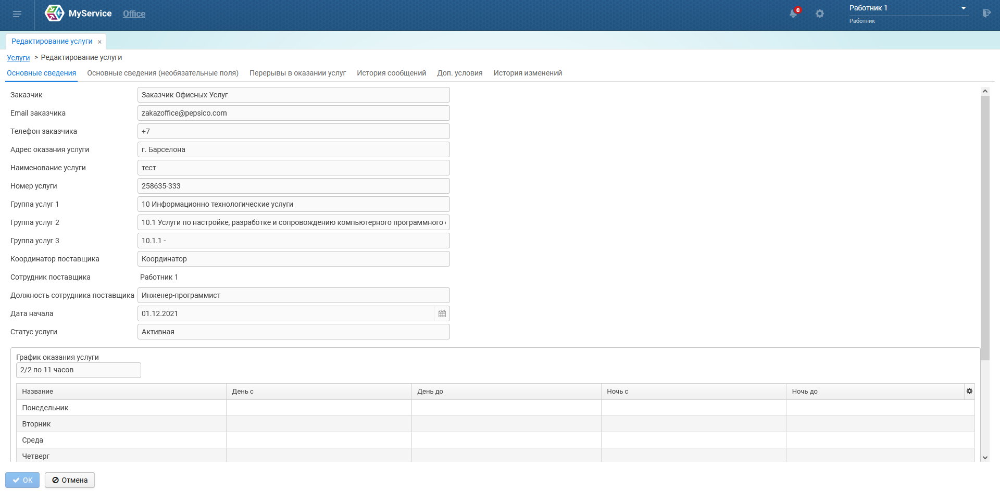 MyService Office 0 Работник 1
Работник
Редактирование услуги ×
Услуги > Редактирование услуги
Основные сведения Основные сведения (необязательные поля) Перерывы в оказании услуг История сообщений Доп. условия История изменений
Заказчик Заказчик Офисных Услуг
Email заказчика zakazoffice@pepsico.com
Телефон заказчика +7
Адрес оказания услуги г. Барселона
Наименование услуги тест
Номер услуги 258635-333
Группа услуг 1 10 Информационно технологические услуги
Группа услуг 2 10.1 Услуги по настройке, разработке и сопровождению компьютерного программного
Группа услуг 3 10.1.1 -
Координатор поставщика Координатор
Сотрудник поставщика Работник 1
Должность сотрудника поставщика Инженер-программист
Дата начала 01.12.2021
Статус услуги Активная
График оказания услуги
2/2 по 11 часов
Название День с День до Ночь с Ночь до
Понедельник
Вторник
Среда
Четверг
OK Отмена